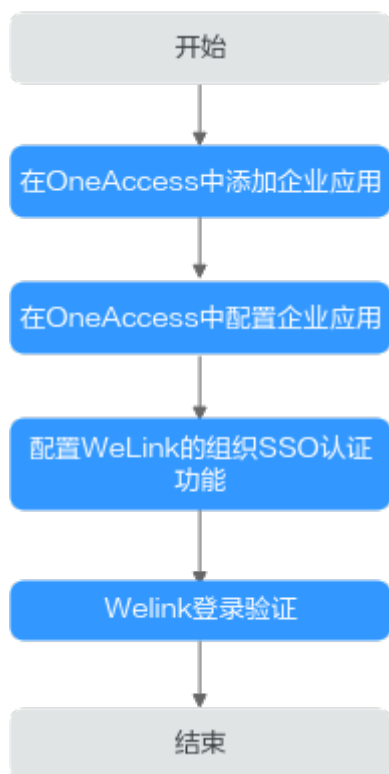 开始
在OneAccess中添加企业应用
在OneAccess中配置企业应用
配置WeLink的组织SSO认证
功能
Welink登录验证
结束